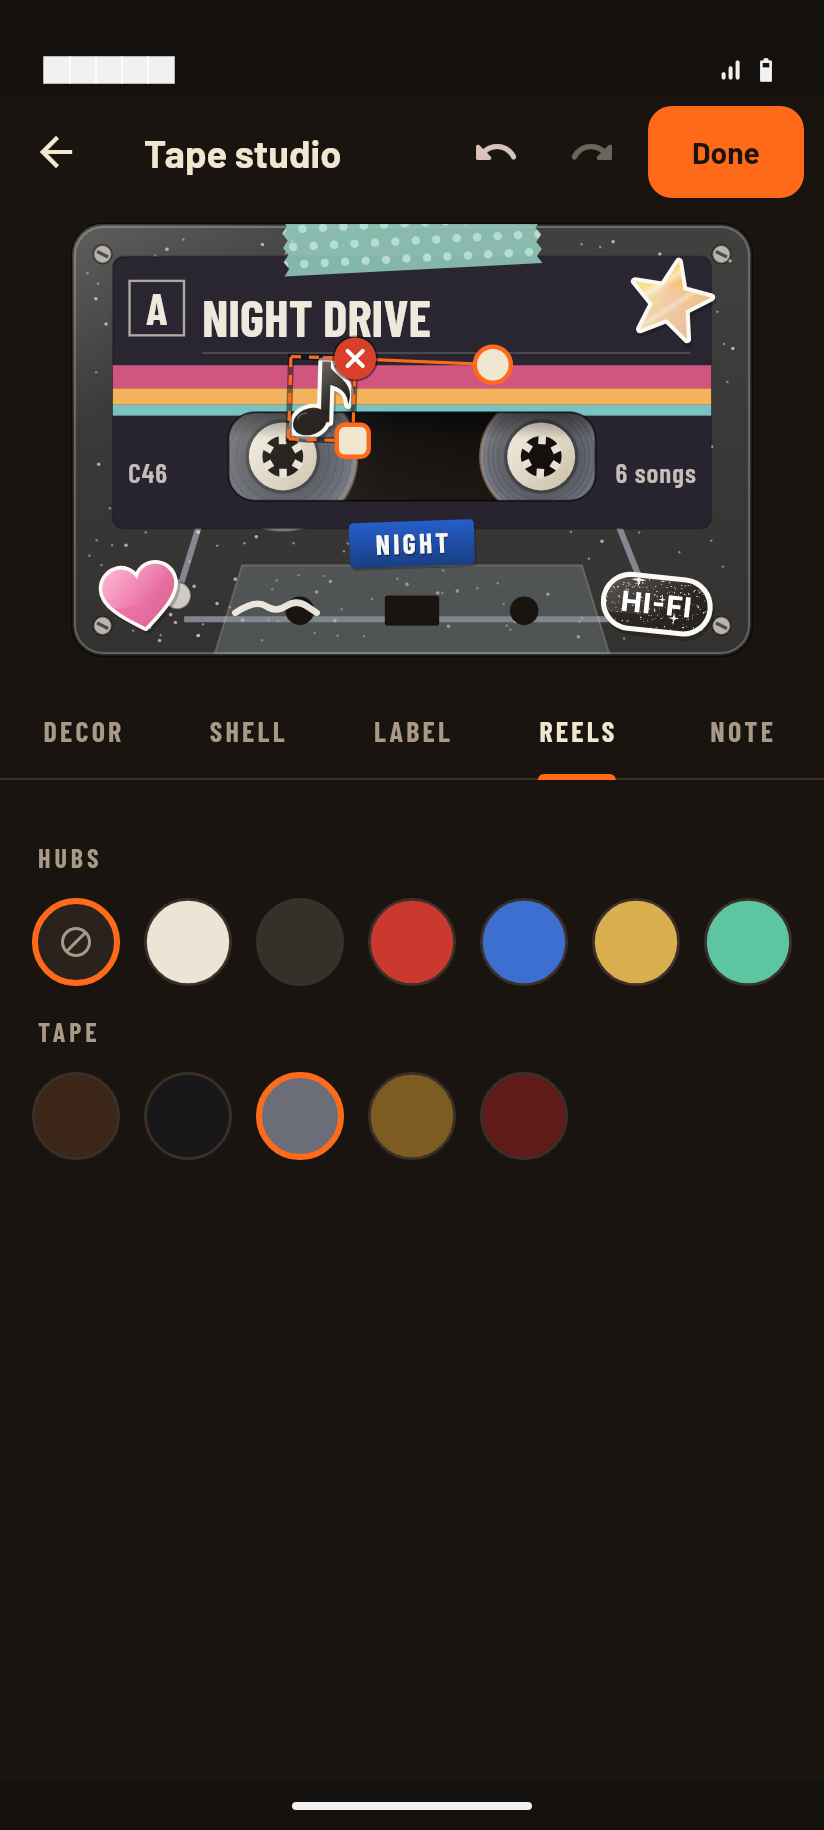 Tape studio
Done
A
NIGHT DRIVE
C46
6 songs
NIGHT
HI-FI
DECOR
SHELL
LABEL
REELS
NOTE
HUBS
TAPE